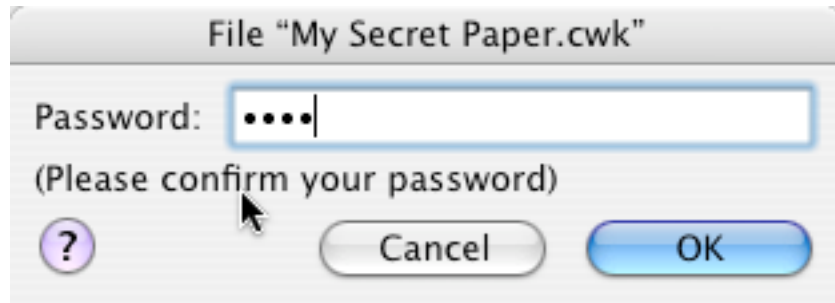 File “My Secret Paper.cwk”
Password: ••••
(Please confirm your password)
? Cancel OK